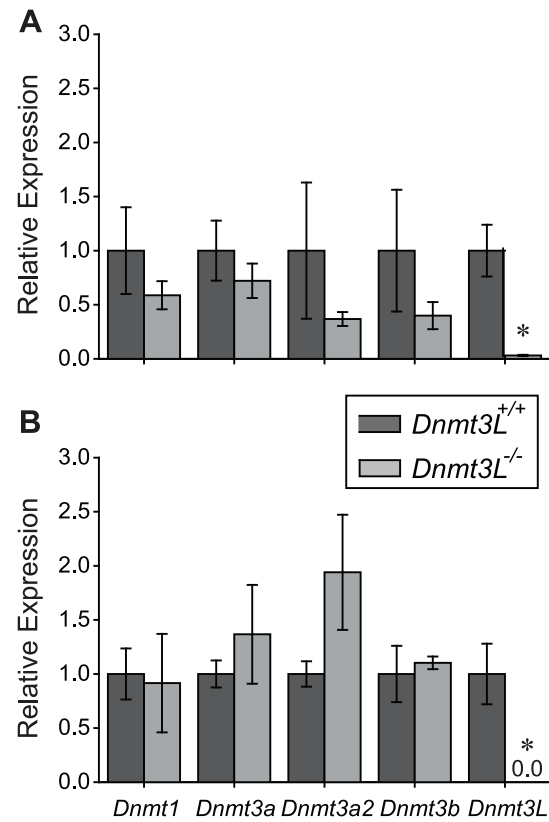 A
Relative Expression
3.0
2.5
2.0
1.5
1.0
0.5
0.0
*
B
Dnmt3L+/+
Dnmt3L-/-
Relative Expression
3.0
2.5
2.0
1.5
1.0
0.5
0.0
*
0.0
Dnmt1 Dnmt3a Dnmt3a2 Dnmt3b Dnmt3L